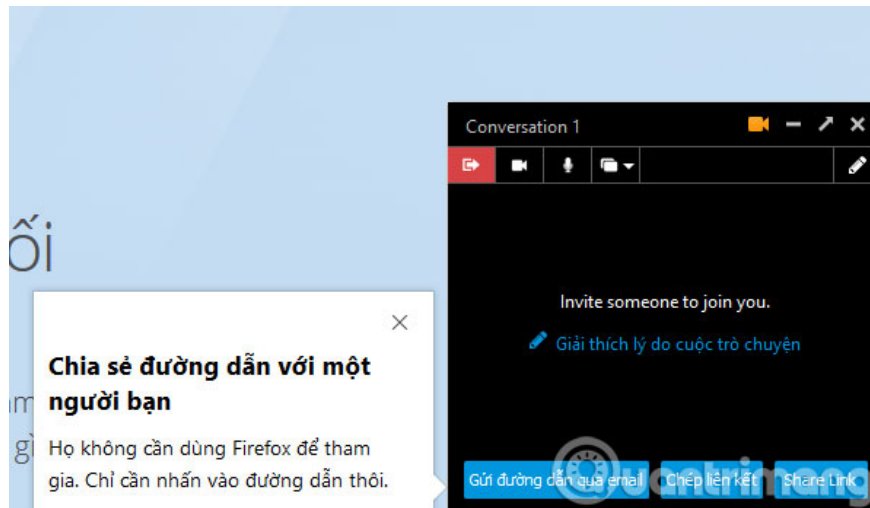 Conversation 1
ối
Invite someone to join you.
Giải thích lý do cuộc trò chuyện
Chia sẻ đường dẫn với một
người bạn
Họ không cần dùng Firefox để tham
gia. Chỉ cần nhấn vào đường dẫn thôi.
Gửi đường dẫn qua email
Chép liên kết
Share Link
uantrimang